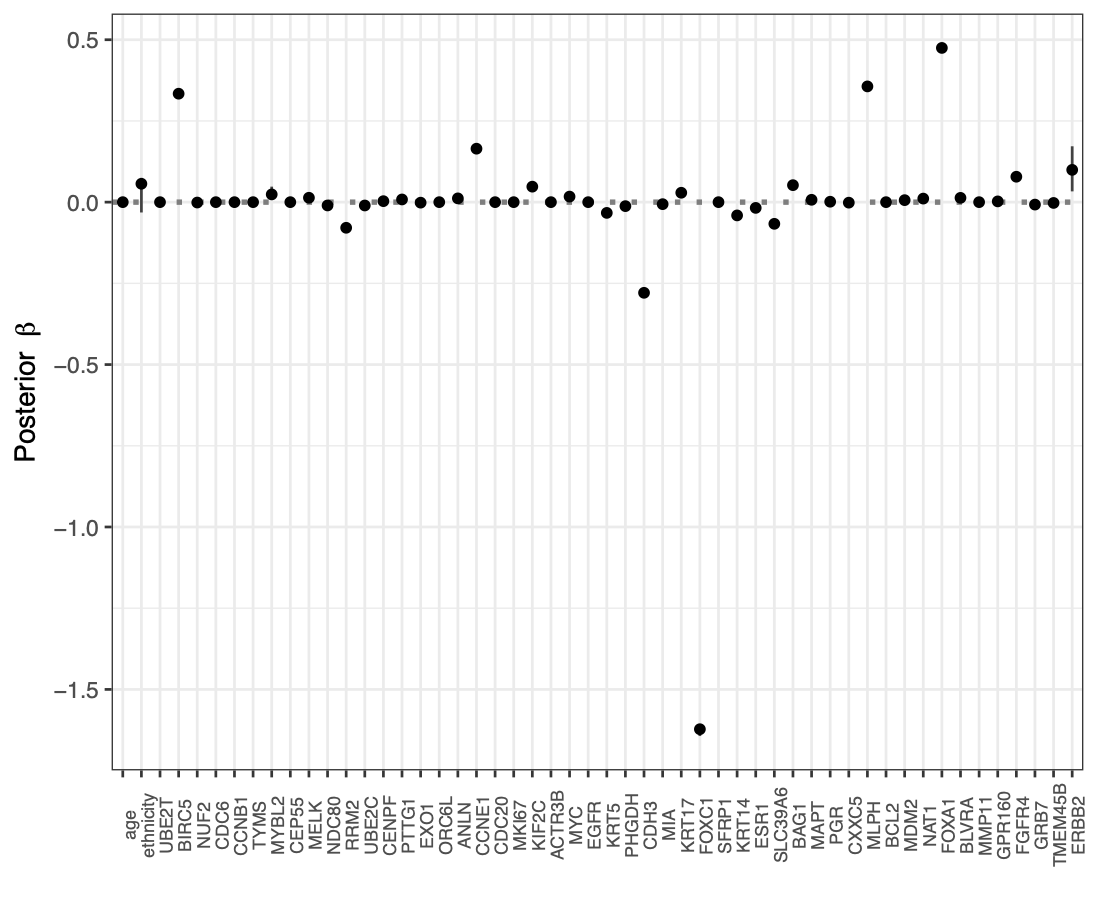 0.5
0.0
−0.5
−1.0
−1.5
Posterior β
age
ethnicity
UBE2T
BIRC5
NUF2
CDC6
CCNB1
TYMS
MYBL2
CEP55
MELK
NDC80
RRM2
UBE2C
CENPF
PTTG1
EXO1
ORC6L
ANLN
CCNE1
CDC20
MKI67
KIF2C
ACTR3B
MYC
EGFR
KRT5
PHGDH
CDH3
MIA
KRT17
FOXC1
SFRP1
KRT14
ESR1
SLC39A6
BAG1
MAPT
PGR
CXXC5
MLPH
BCL2
MDM2
NAT1
FOXA1
BLVRA
MMP11
GPR160
FGFR4
GRB7
TMEM45B
ERBB2